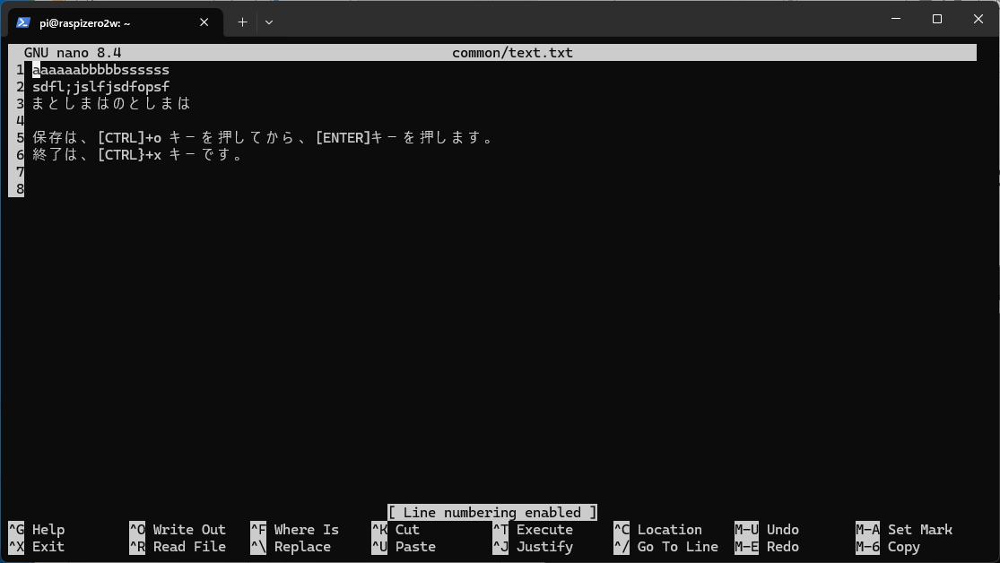 pi@raspizero2w: ~
GNU nano 8.4 common/text.txt
1 aaaaaabbbbbssssss
2 sdfl;jslfjsdfopsf
3 まとしまはのとしまは
4
5 保存は、[CTRL]+o キーを押してから、[ENTER]キーを押します。
6 終了は、[CTRL}+x キーです。
7
8
[ Line numbering enabled ]
^G Help ^O Write Out ^F Where Is ^K Cut ^T Execute ^C Location M-U Undo M-A Set Mark
^X Exit ^R Read File ^\ Replace ^U Paste ^J Justify ^/ Go To Line M-E Redo M-6 Copy